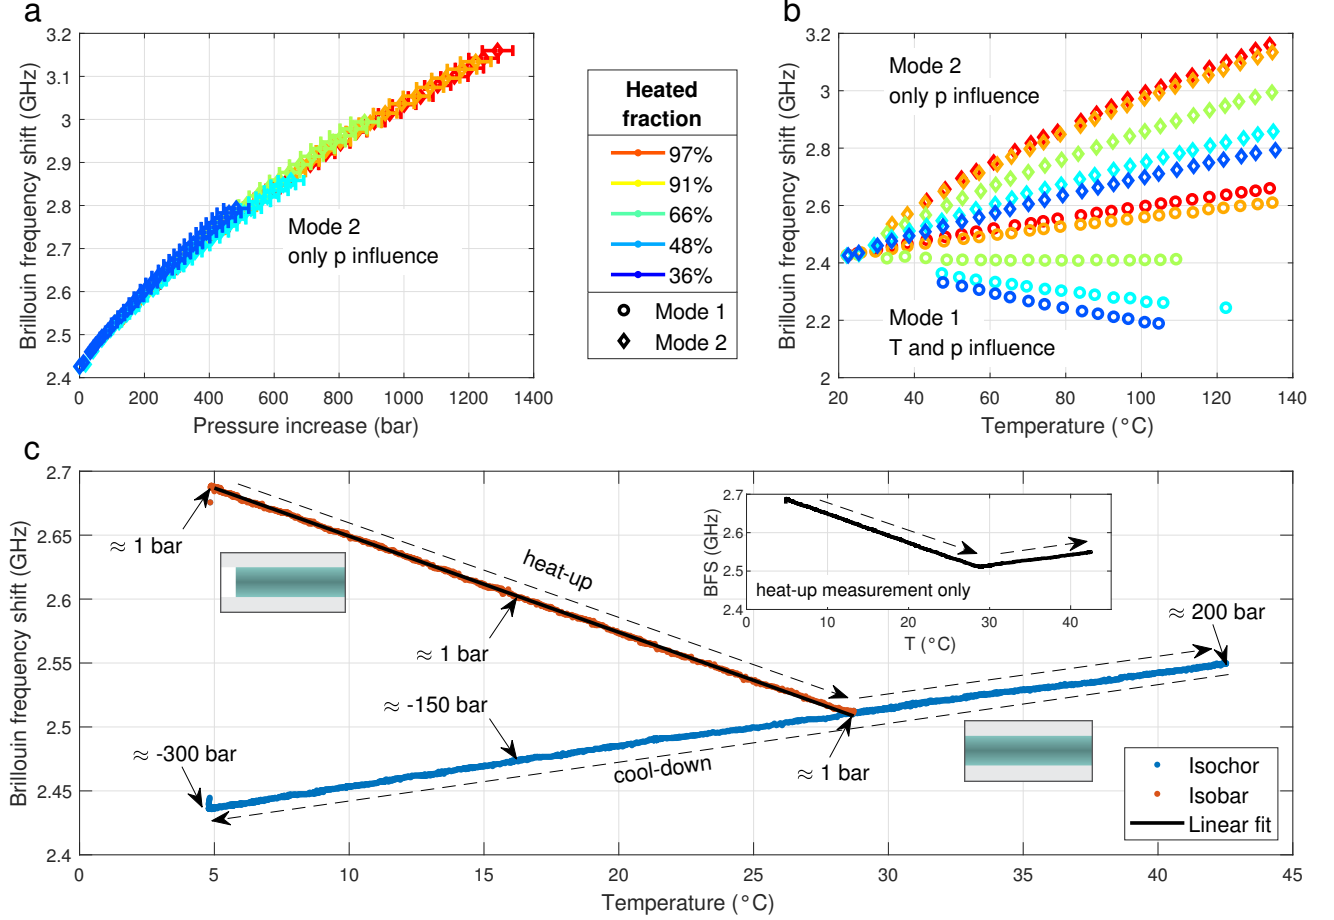 a
3.2
3.1
3
2.9
2.8
2.7
2.6
2.5
2.4
Brillouin frequency shift (GHz)
Mode 2
only p influence
0
200
400
600
800
1000
1200
1400
Pressure increase (bar)
Heated
fraction
97%
91%
66%
48%
36%
Mode 1
Mode 2
b
3.2
3
2.8
2.6
2.4
2.2
2
Brillouin frequency shift (GHz)
Mode 2
only p influence
Mode 1
T and p influence
20
40
60
80
100
120
140
Temperature (°C)
c
2.7
2.65
2.6
2.55
2.5
2.45
2.4
Brillouin frequency shift (GHz)
≈ 1 bar
heat-up
≈ 1 bar
≈ -150 bar
≈ -300 bar
cool-down
≈ 1 bar
≈ 200 bar
2.7
2.6
2.5
2.4
BFS (GHz)
heat-up measurement only
0
10
20
30
40
T (°C)
Isochor
Isobar
Linear fit
0
5
10
15
20
25
30
35
40
45
Temperature (°C)